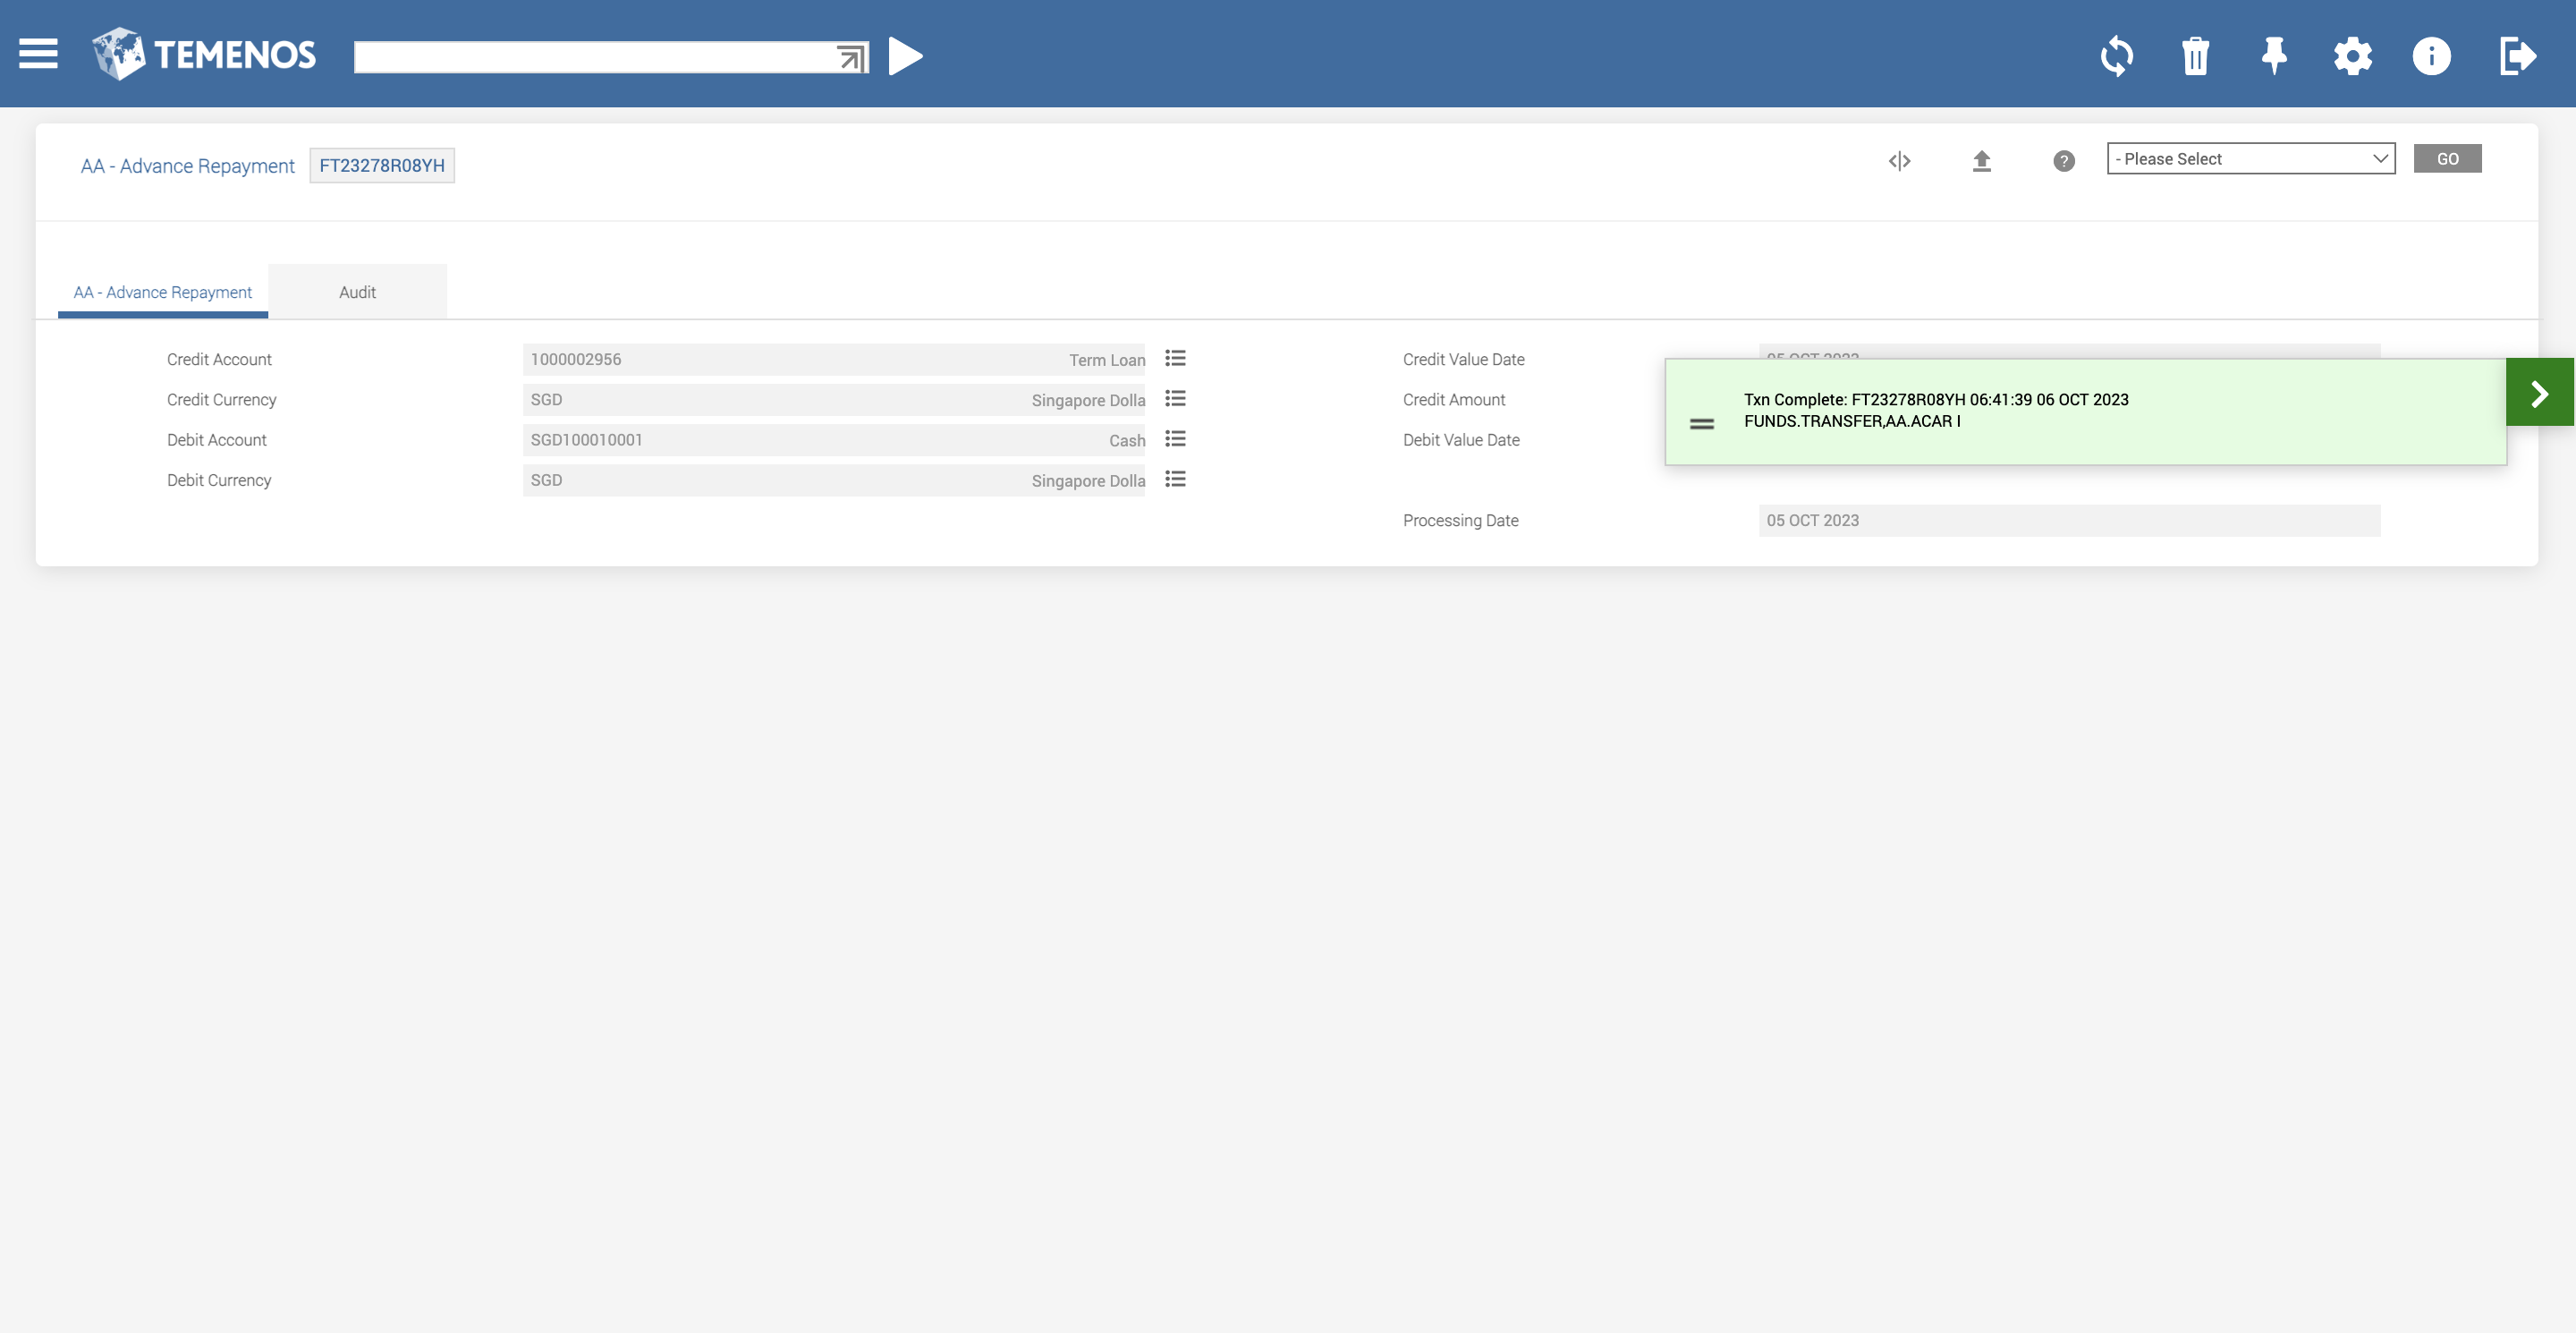 TEMENOS
AA - Advance Repayment FT23278R08YH
- Please Select GO
AA - Advance Repayment Audit
Credit Account 1000002956 Term Loan Credit Value Date 05 OCT 2023
Credit Currency SGD Singapore Dolla Credit Amount
Debit Account SGD100010001 Cash Debit Value Date
Debit Currency SGD Singapore Dolla
Txn Complete: FT23278R08YH 06:41:39 06 OCT 2023
FUNDS.TRANSFER,AA.ACAR I
Processing Date 05 OCT 2023